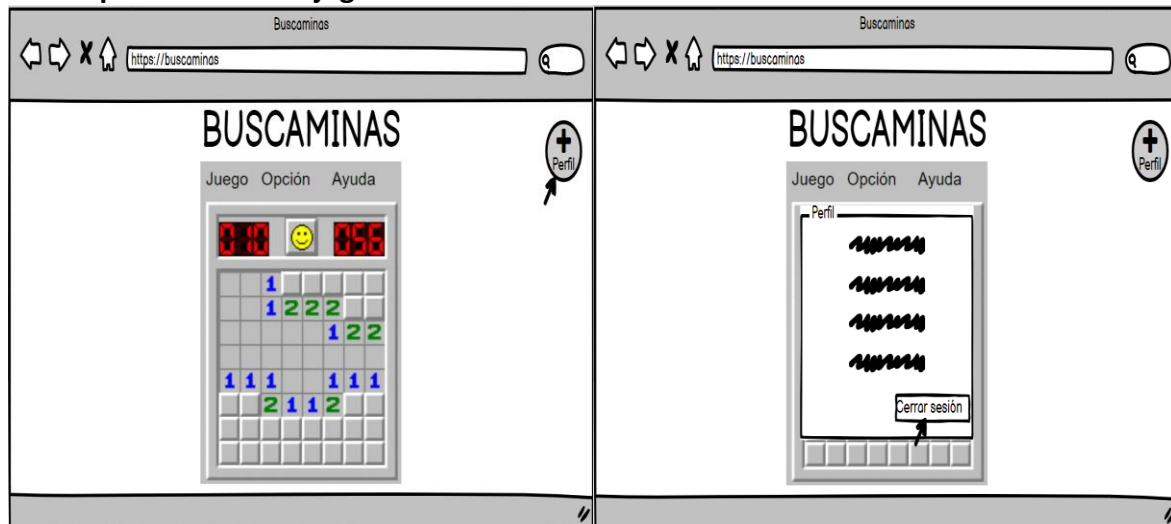 Buscaminas
https://buscaminas
BUSCAMINAS
+
Perfil
Juego Opción Ayuda
010 056
1
1 2 2 2
1 2 2
1 1 1 1 1 1
2 1 1 2
Buscaminas
https://buscaminas
BUSCAMINAS
+
Perfil
Juego Opción Ayuda
Perfil
Cerrar sesión